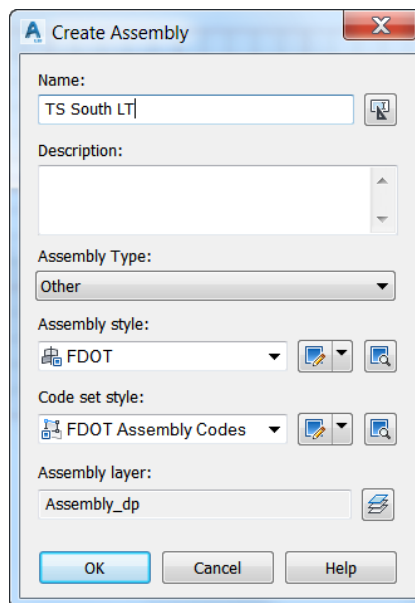 Create Assembly
Name:
TS South LT
Description:
Assembly Type:
Other
Assembly style:
FDOT
Code set style:
FDOT Assembly Codes
Assembly layer:
Assembly_dp
OK Cancel Help